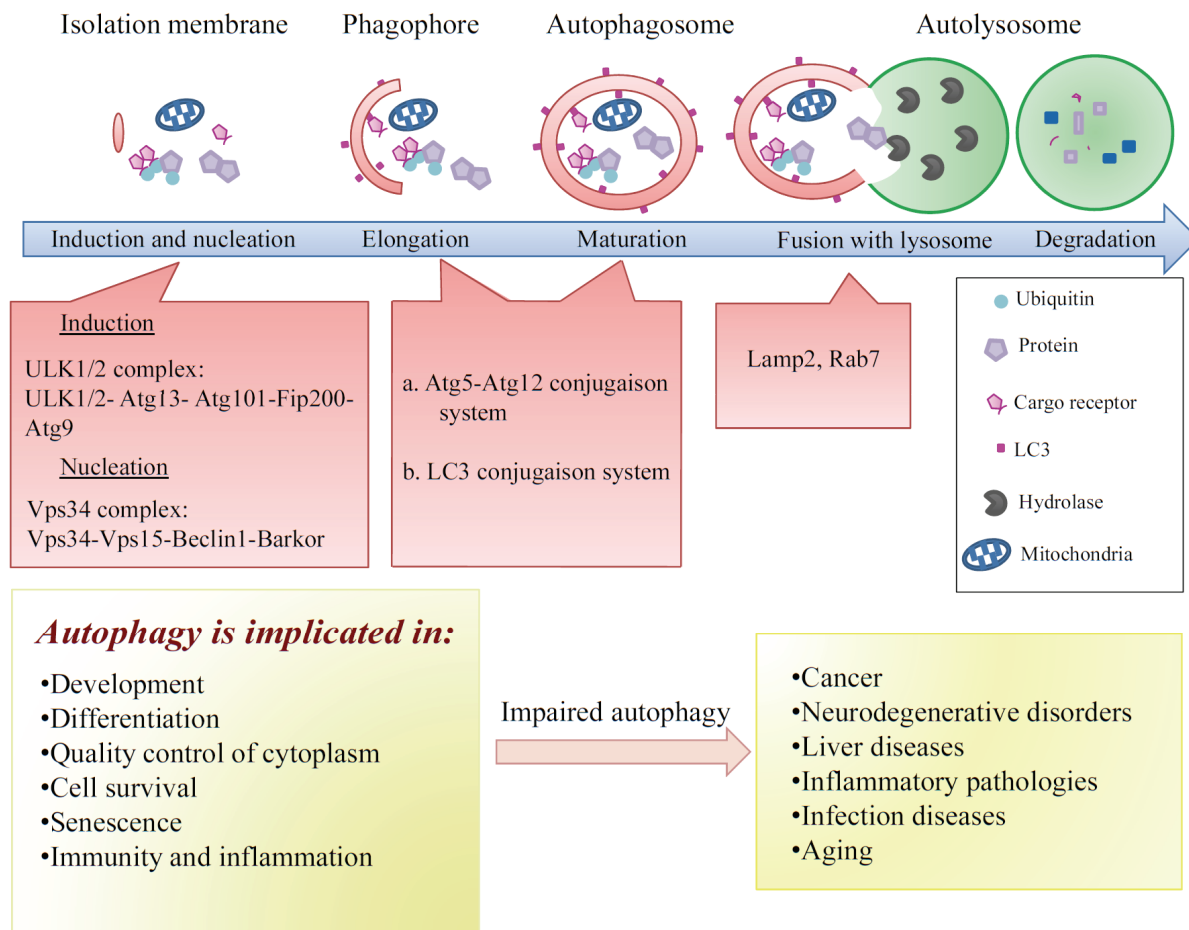 Isolation membrane
Phagophore
Autophagosome
Autolysosome
Induction and nucleation
Elongation
Maturation
Fusion with lysosome
Degradation
Induction
ULK1/2 complex:
ULK1/2- Atg13- Atg101-Fip200-
Atg9
Nucleation
Vps34 complex:
Vps34-Vps15-Beclin1-Barkor
a. Atg5-Atg12 conjugaison
system
b. LC3 conjugaison system
Lamp2, Rab7
Ubiquitin
Protein
Cargo receptor
LC3
Hydrolase
Mitochondria
Autophagy is implicated in:
•Development
•Differentiation
•Quality control of cytoplasm
•Cell survival
•Senescence
•Immunity and inflammation
Impaired autophagy
•Cancer
•Neurodegenerative disorders
•Liver diseases
•Inflammatory pathologies
•Infection diseases
•Aging